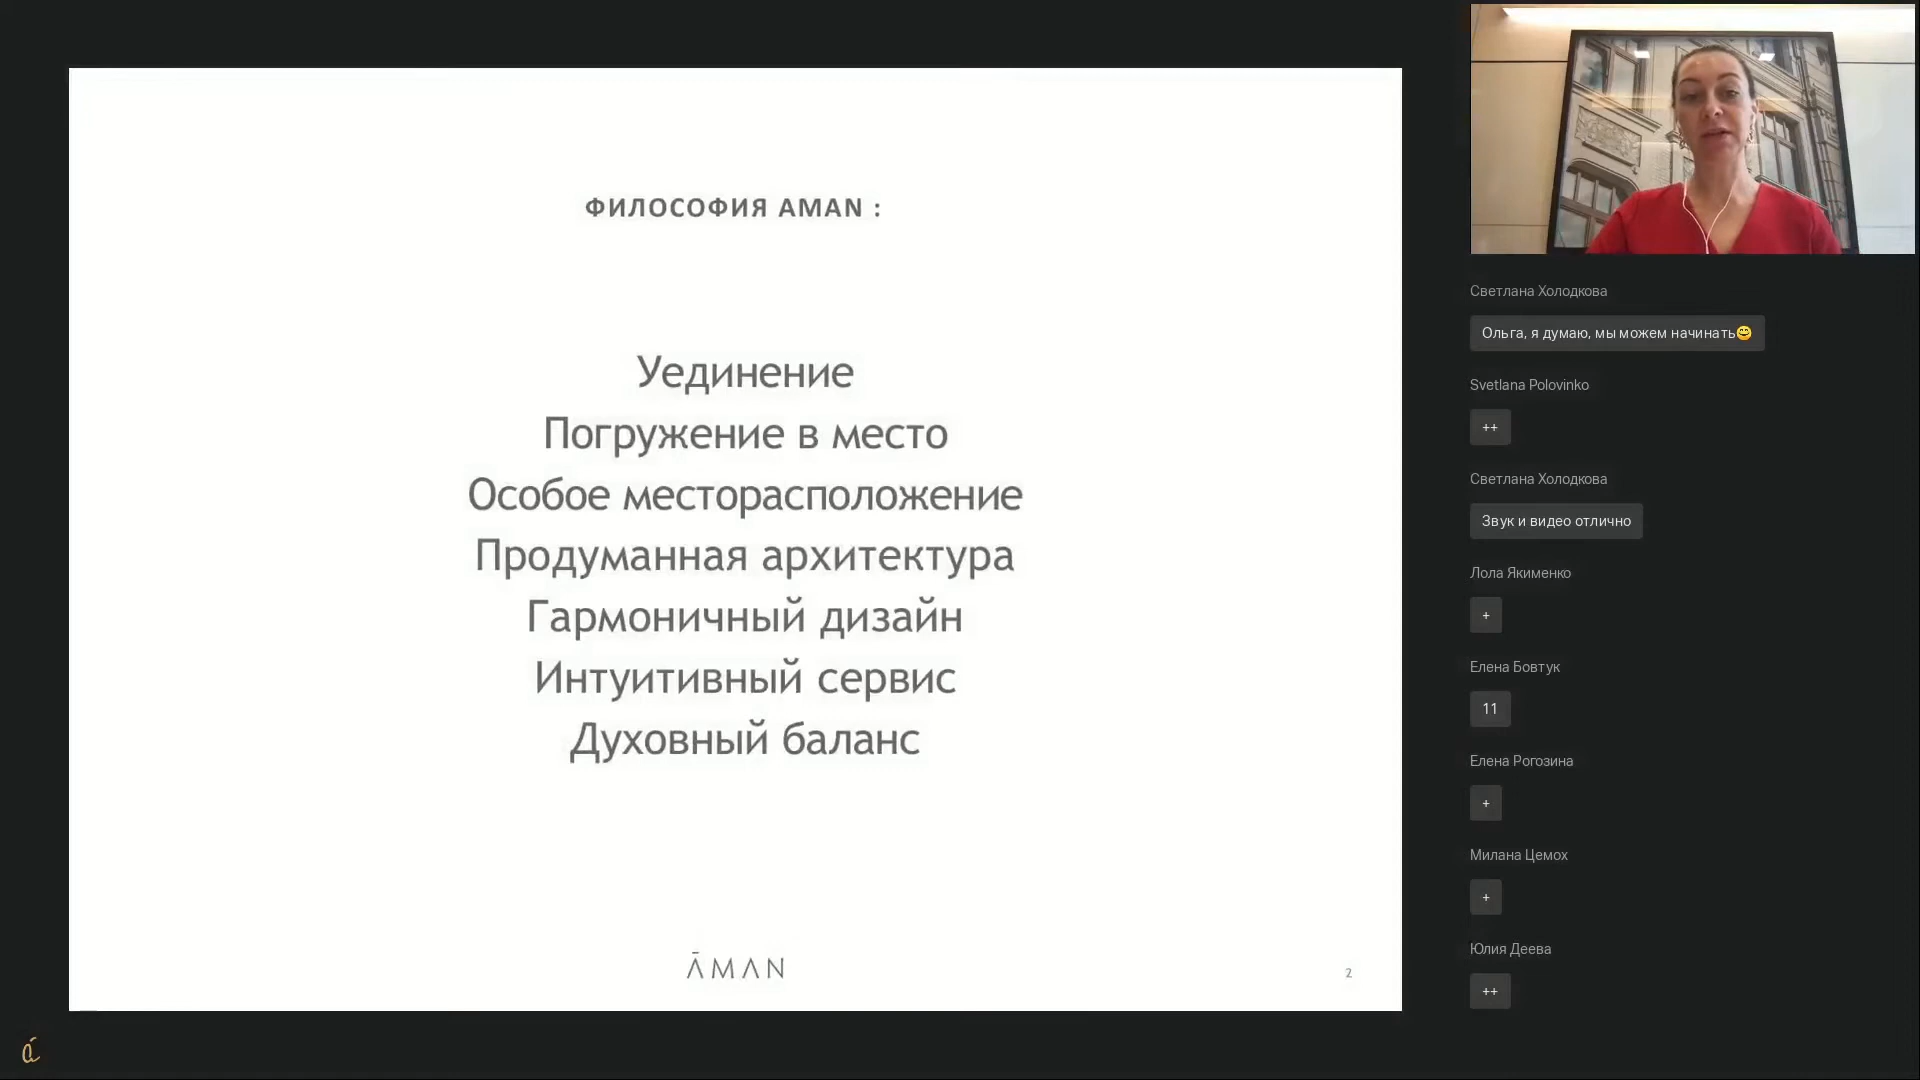 ФИЛОСОФИЯ AMAN :
Уединение
Погружение в место
Особое месторасположение
Продуманная архитектура
Гармоничный дизайн
Интуитивный сервис
Духовный баланс
ĀMAN
2
Светлана Холодкова
Ольга, я думаю, мы можем начинать😄
Svetlana Polovinko
++
Светлана Холодкова
Звук и видео отлично
Лола Якименко
+
Елена Бовтук
11
Елена Рогозина
+
Милана Цемох
+
Юлия Деева
++
á